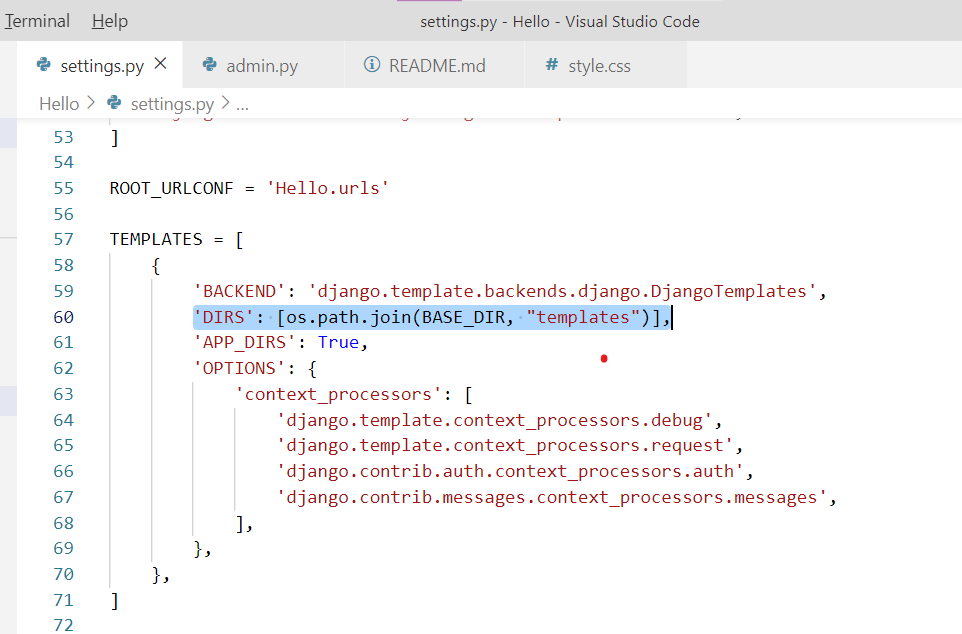 Terminal Help settings.py - Hello - Visual Studio Code
settings.py admin.py README.md # style.css
Hello > settings.py > ...
53 ]
54
55 ROOT_URLCONF = 'Hello.urls'
56
57 TEMPLATES = [
58 {
59 'BACKEND': 'django.template.backends.django.DjangoTemplates',
60 'DIRS': [os.path.join(BASE_DIR, "templates")],
61 'APP_DIRS': True,
62 'OPTIONS': {
63 'context_processors': [
64 'django.template.context_processors.debug',
65 'django.template.context_processors.request',
66 'django.contrib.auth.context_processors.auth',
67 'django.contrib.messages.context_processors.messages',
68 ],
69 },
70 },
71 ]
72